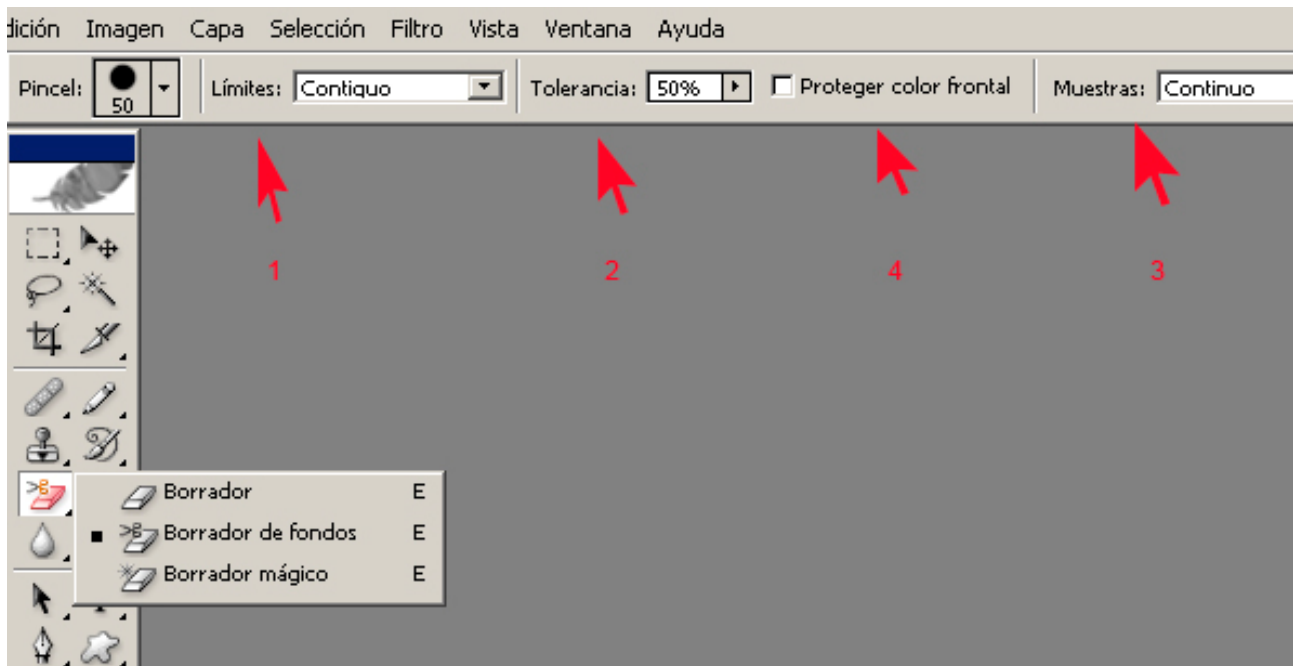 dición Imagen Capa Selección Filtro Vista Ventana Ayuda
Pincel: 50 Límites: Contiguo Tolerancia: 50% Proteger color frontal Muestras: Continuo
1 2 4 3
Borrador E
Borrador de fondos E
Borrador mágico E